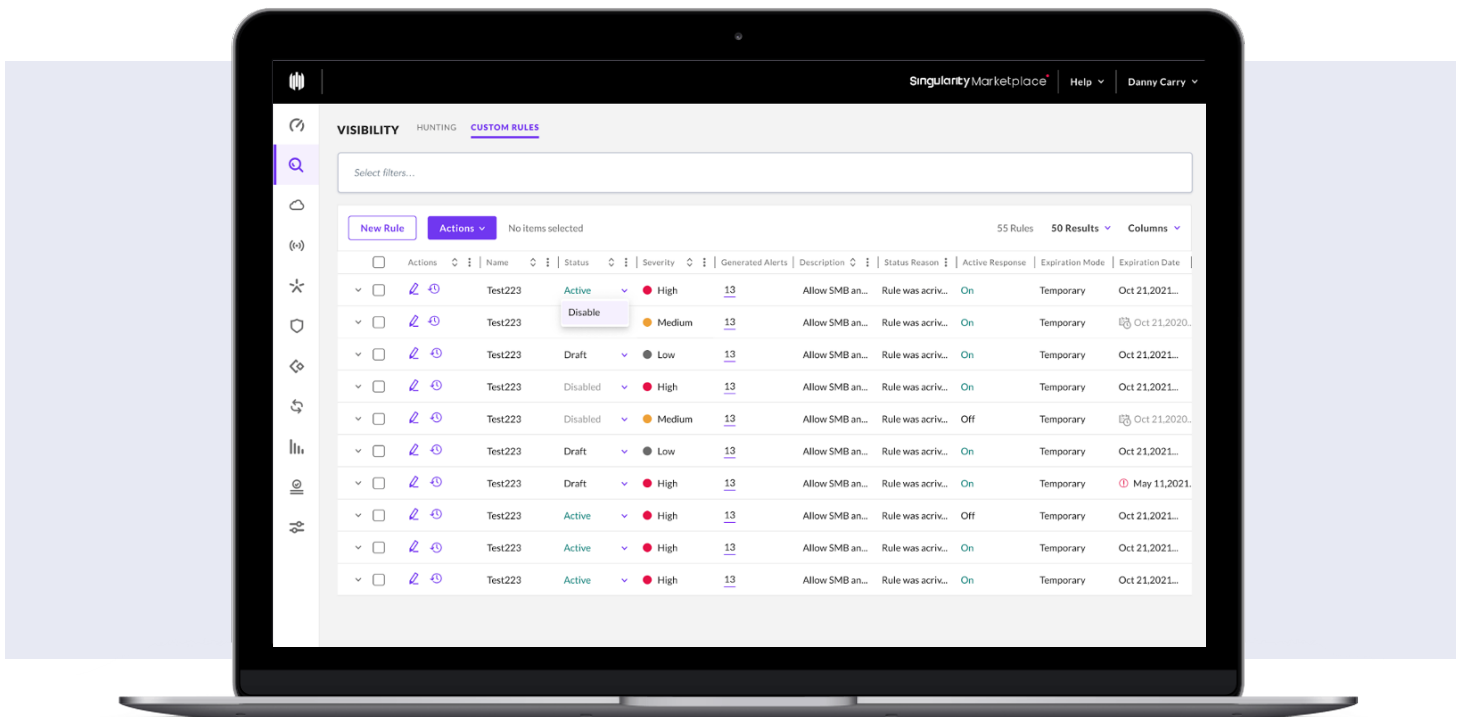 Singularity Marketplace Help Danny Carry
VISIBILITY HUNTING CUSTOM RULES
Select filters...
New Rule Actions No items selected 55 Rules 50 Results Columns
Actions Name Status Severity Generated Alerts Description Status Reason Active Response Expiration Mode Expiration Date
Test223 Active High 13 Allow SMB an... Rule was acriv... On Temporary Oct 21,2021...
Disable
Test223 Medium 13 Allow SMB an... Rule was acriv... On Temporary Oct 21,2020..
Test223 Draft Low 13 Allow SMB an... Rule was acriv... On Temporary Oct 21,2021...
Test223 Disabled High 13 Allow SMB an... Rule was acriv... On Temporary Oct 21,2021...
Test223 Disabled Medium 13 Allow SMB an... Rule was acriv... Off Temporary Oct 21,2020..
Test223 Draft Low 13 Allow SMB an... Rule was acriv... On Temporary Oct 21,2021...
Test223 Draft High 13 Allow SMB an... Rule was acriv... On Temporary May 11,2021.
Test223 Active High 13 Allow SMB an... Rule was acriv... Off Temporary Oct 21,2021...
Test223 Active High 13 Allow SMB an... Rule was acriv... On Temporary Oct 21,2021...
Test223 Active High 13 Allow SMB an... Rule was acriv... On Temporary Oct 21,2021...